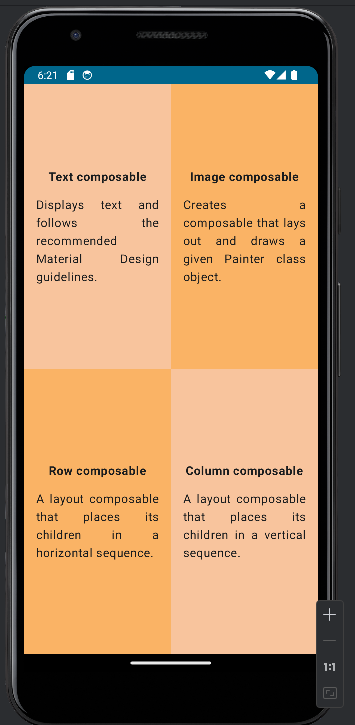 6:21
Text composable
Displays text and
follows the
recommended
Material Design
guidelines.
Image composable
Creates a
composable that lays
out and draws a
given Painter class
object.
Row composable
A layout composable
that places its
children in a
horizontal sequence.
Column composable
A layout composable
that places its
children in a vertical
sequence.
1:1